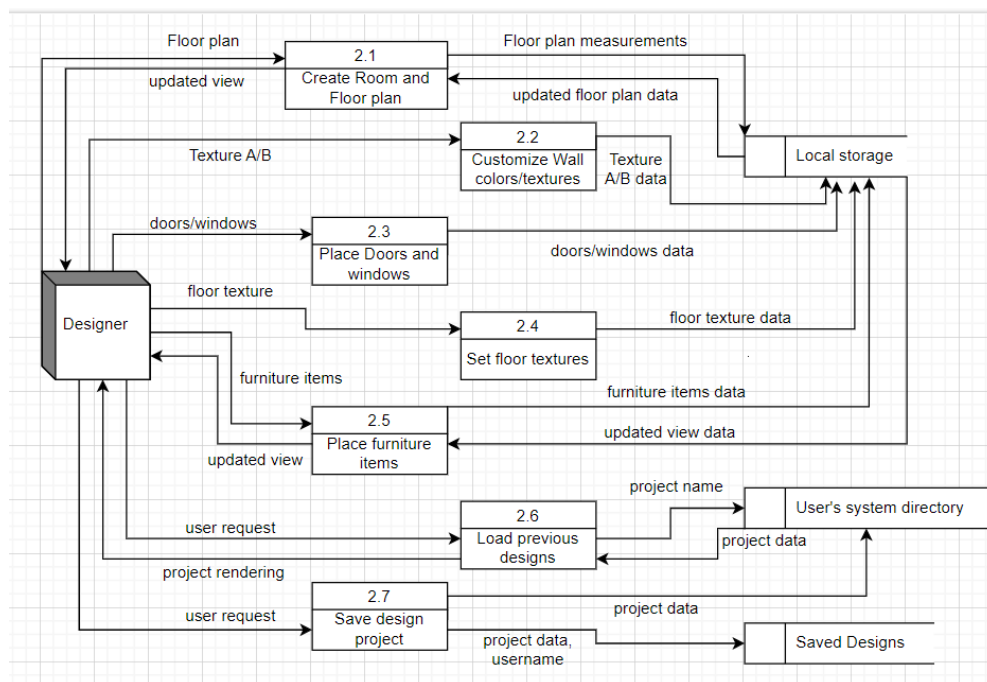 Floor plan
2.1
Floor plan measurements
updated view
Create Room and
Floor plan
updated floor plan data
2.2
Texture A/B
Customize Wall
colors/textures
Texture
A/B data
Local storage
doors/windows
2.3
Place Doors and
windows
doors/windows data
floor texture
Designer
2.4
floor texture data
Set floor textures
furniture items
furniture items data
2.5
Place furniture
items
updated view data
updated view
project name
2.6
User's system directory
user request
Load previous
designs
project data
project rendering
2.7
project data
user request
Save design
project
project data,
username
Saved Designs